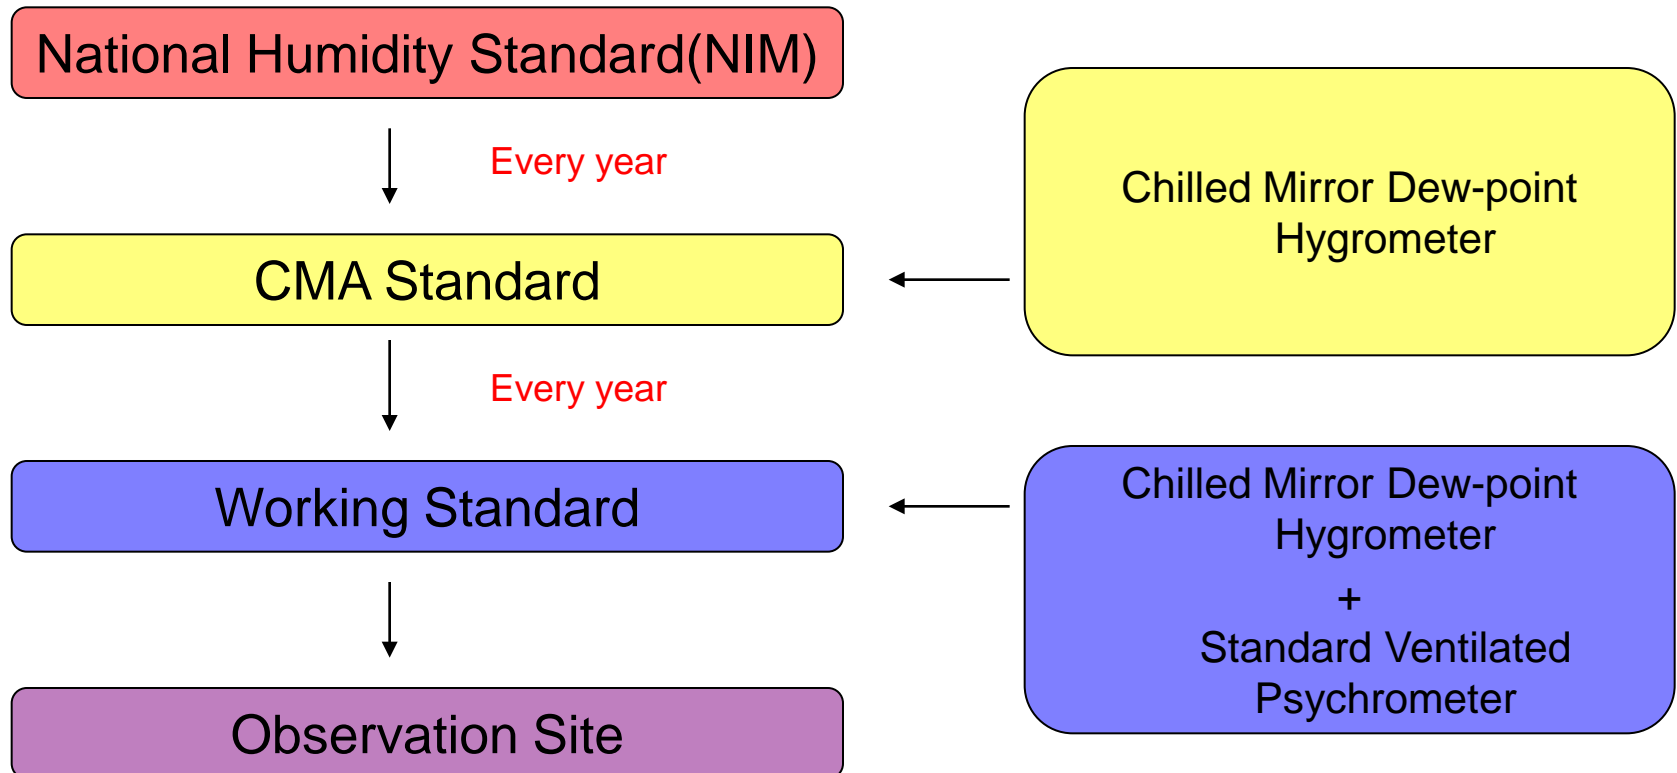 National Humidity Standard(NIM)
Every year
CMA Standard
Every year
Working Standard
Observation Site
Chilled Mirror Dew-point
Hygrometer
Chilled Mirror Dew-point
Hygrometer
+
Standard Ventilated
Psychrometer